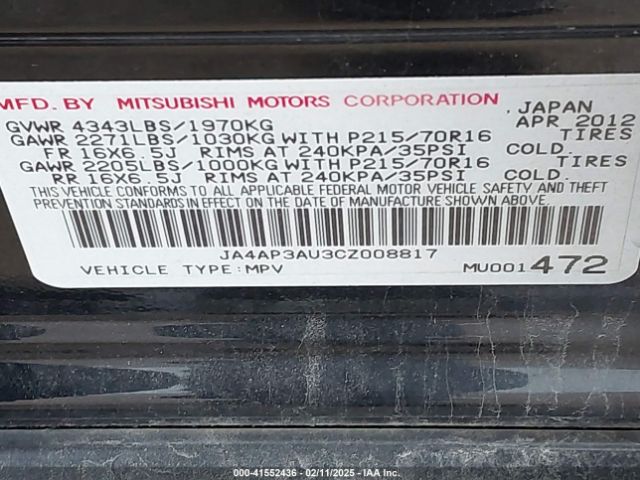 MFD. BY MITSUBISHI MOTORS CORPORATION, JAPAN
GVWR 4343LBS/1970KG APR 2012
GAWR 2271LBS/1030KG WITH P215/70R16 TIRES
FR 16X6.5J RIMS AT 240KPA/35PSI COLD.
GAWR 2205LBS/1000KG WITH P215/70R16 TIRES
RR 16X6.5J RIMS AT 240KPA/35PSI COLD.
THIS VEHICLE CONFORMS TO ALL APPLICABLE FEDERAL MOTOR VEHICLE SAFETY AND THEFT
PREVENTION STANDARDS IN EFFECT ON THE DATE OF MANUFACTURE SHOWN ABOVE.
JA4AP3AU3CZ008817
VEHICLE TYPE:MPV MU001472
000-41552436 - 02/11/2025 - IAA Inc.